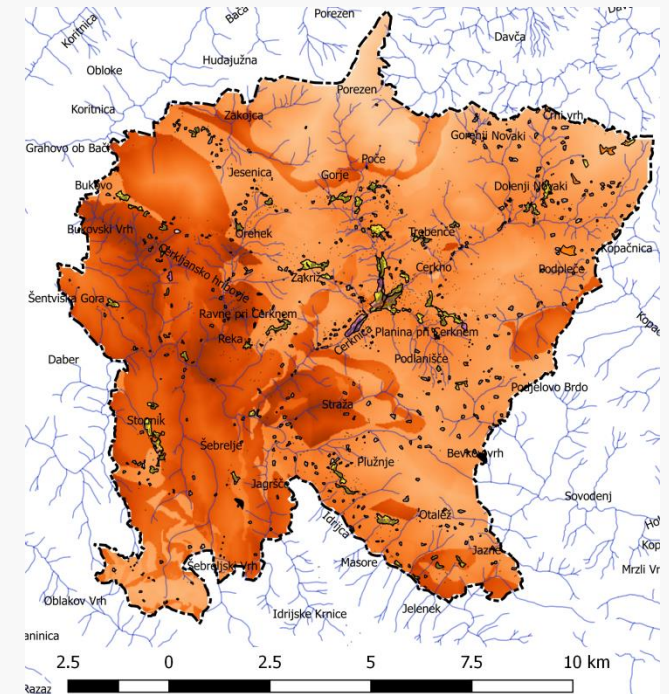 Porezen
Bača
Koritnica
Davča
Hudajužna
Obloke
Porezen
Koritnica
Zakojca
Črni vrh
Gorenji Novaki
Grahovo ob Bači
Poče
Jesenica
Gorje
Bukovo
Dolenji Novaki
Bukovski Vrh
Orehek
Trebenče
Kopačnica
Cerkljansko hribovje
Zakriž
Cerkno
Podpleče
Šentviška Gora
Ravne pri Cerknem
Cerknica
Planina pri Cerknem
Reka
Daber
Podlanišče
Podjelovo Brdo
Straža
Stopnik
Šebrelje
Bevkov vrh
Plužnje
Jagršče
Sovodenj
Idrijca
Otalež
Jazne
Masore
Šebreljski Vrh
Mrzli Vr
Oblakov Vrh
Jelenek
Idrijske Krnice
aninica
2.5 0 2.5 5 7.5 10 km